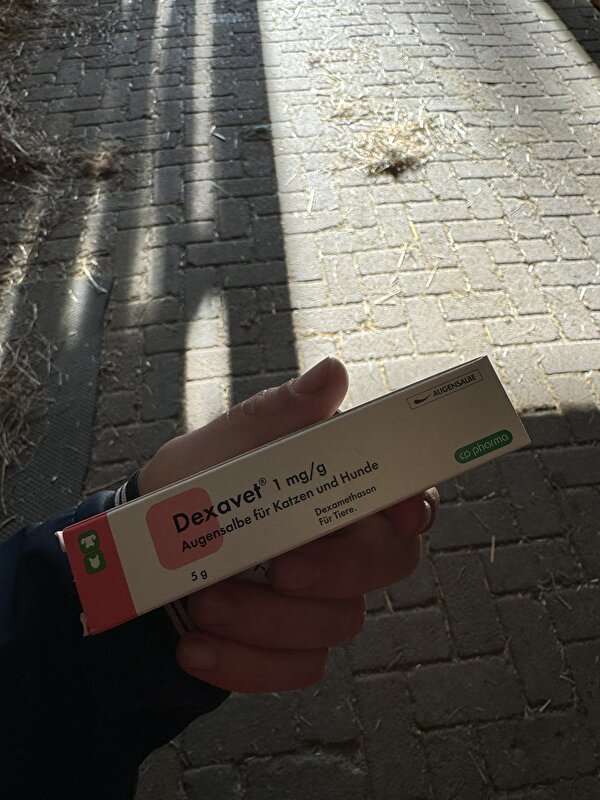 AUGENSALBE
cp pharma
Dexavet® 1 mg/g
Augensalbe für Katzen und Hunde
Dexamethason
Für Tiere.
5 g